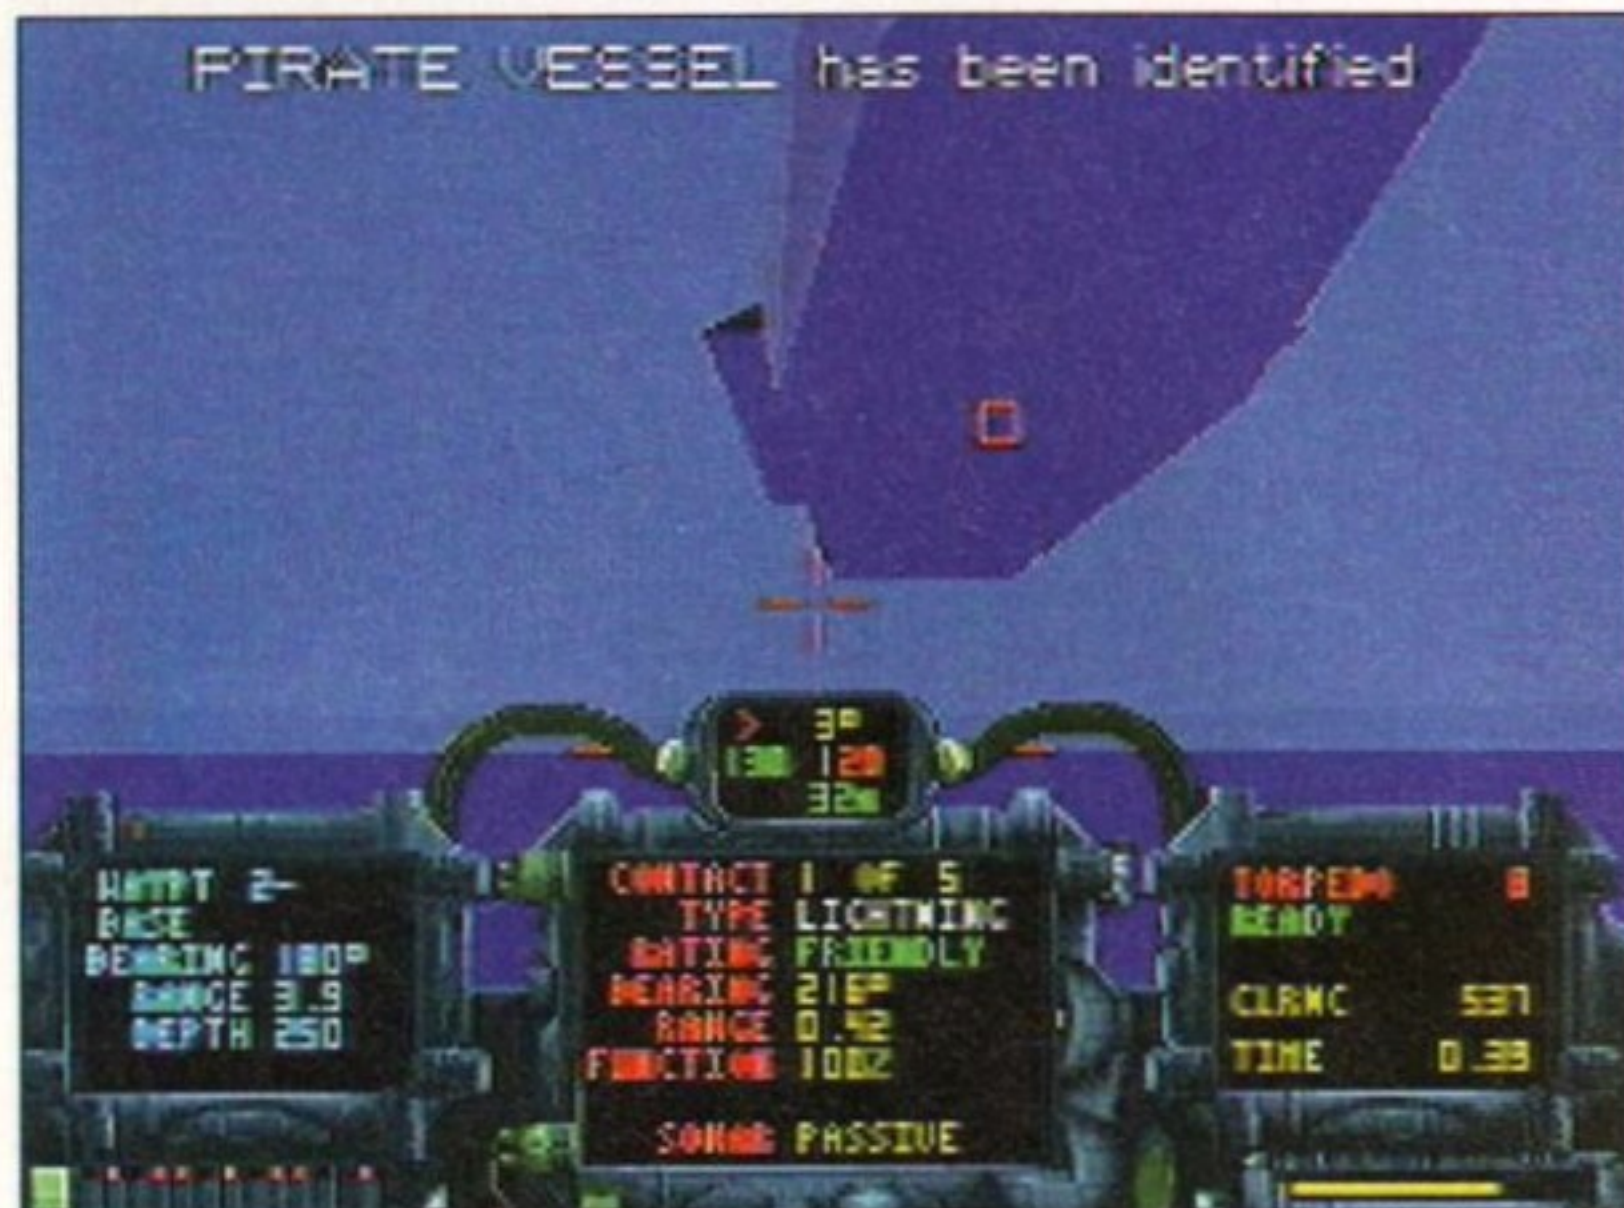 PIRATE VESSEL has been identified
> 3°
120
32m
WAYPT 2-
BASE
BEARING 180°
RANGE 3.9
DEPTH 250
CONTACT 1 OF 5
TYPE LIGHTNING
RATING FRIENDLY
BEARING 216°
RANGE 0.42
FUNCTION 100%
SONAR PASSIVE
TORPEDO 8
READY
CLRNC 537
TIME 0.39